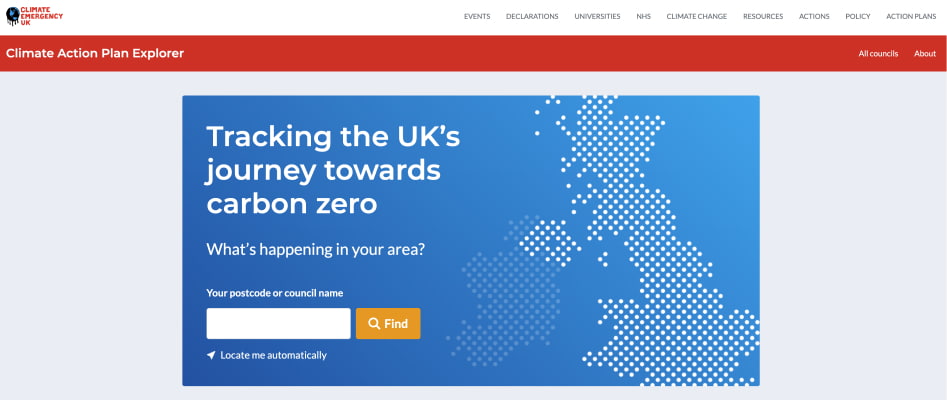 CLIMATE
EMERGENCY
UK
EVENTS DECLARATIONS UNIVERSITIES NHS CLIMATE CHANGE RESOURCES ACTIONS POLICY ACTION PLANS
Climate Action Plan Explorer
All councils About
Tracking the UK’s
journey towards
carbon zero
What’s happening in your area?
Your postcode or council name
Find
Locate me automatically